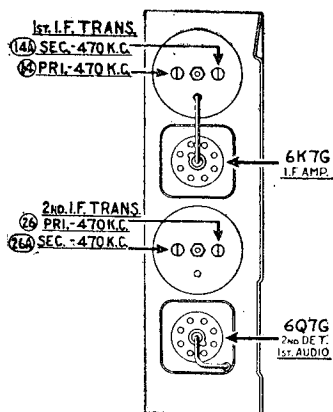 1ST. I.F. TRANS.
14A SEC.-470 K.C.
14 PRI.-470 K.C.
6K7G
I.F. AMP.
2ND. I.F. TRANS.
26 PRI.-470 K.C.
26A SEC.-470 K.C.
6Q7G
2ND DET.
1ST. AUDIO